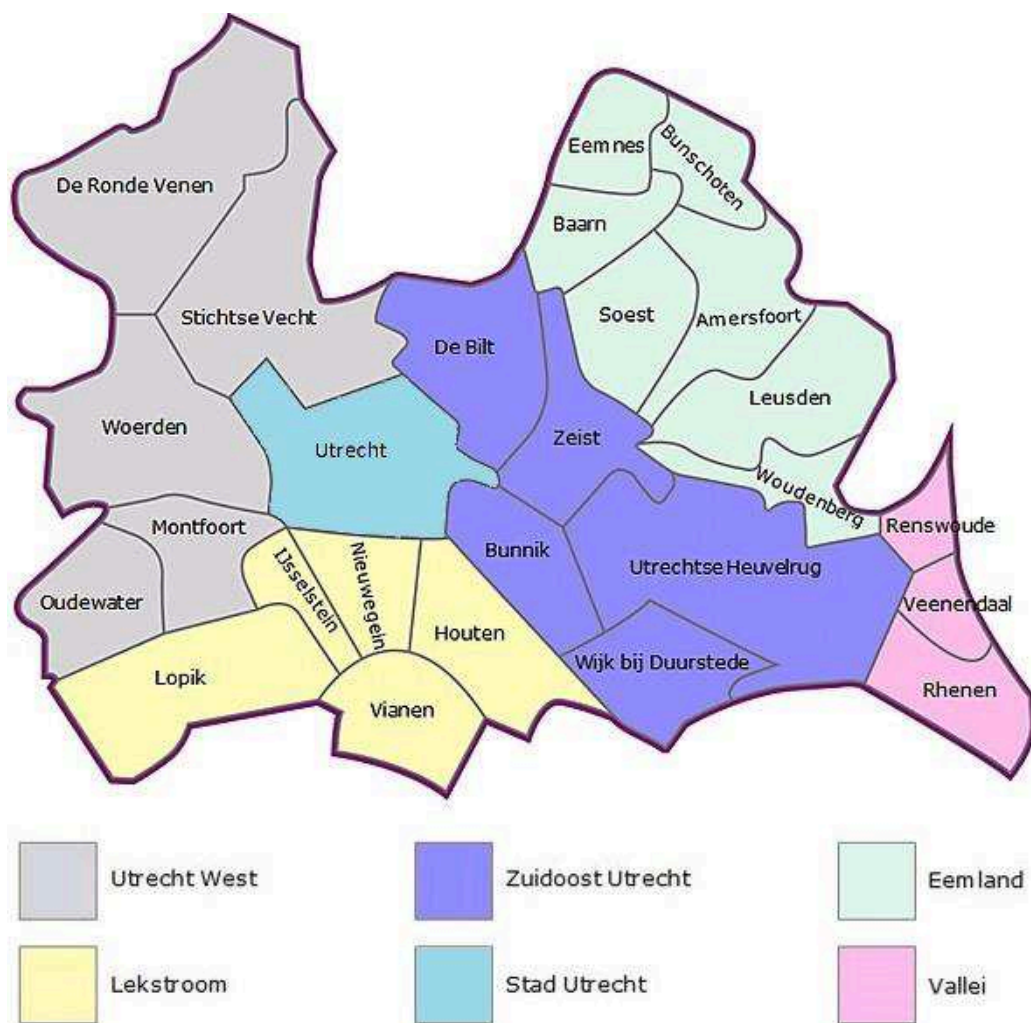 Eemnes
Bunschoten
De Ronde Venen
Baarn
Stichtse Vecht
Soest
Amersfoort
De Bilt
Leusden
Woerden
Zeist
Utrecht
Woudenberg
Montfoort
Renswoude
Bunnik
IJsselstein
Nieuwegein
Utrechtse Heuvelrug
Oudewater
Veenendaal
Houten
Wijk bij Duurstede
Lopik
Rhenen
Vianen
Utrecht West
Zuidoost Utrecht
Eemland
Lekstroom
Stad Utrecht
Vallei